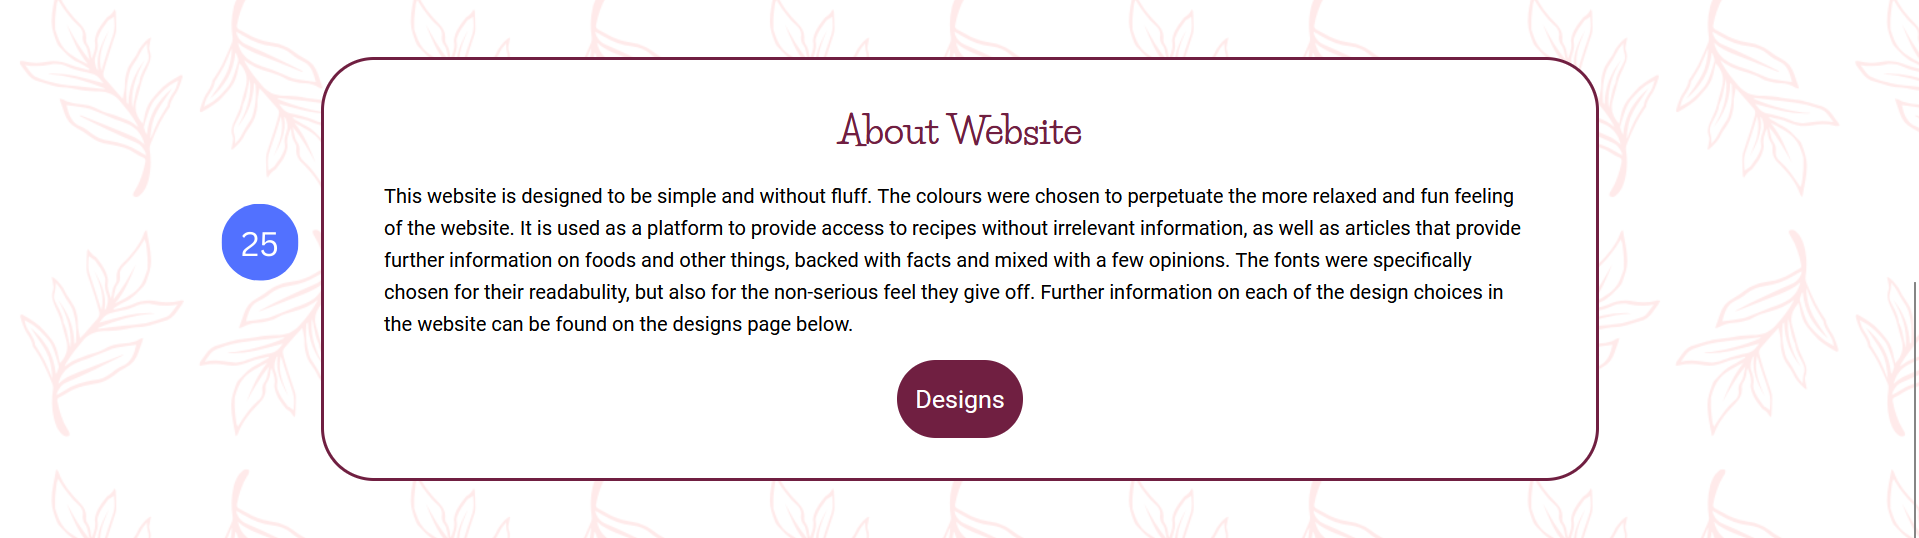 About Website
This website is designed to be simple and without fluff. The colours were chosen to perpetuate the more relaxed and fun feeling
of the website. It is used as a platform to provide access to recipes without irrelevant information, as well as articles that provide
25
further information on foods and other things, backed with facts and mixed with a few opinions. The fonts were specifically
chosen for their readabulity, but also for the non-serious feel they give off. Further information on each of the design choices in
the website can be found on the designs page below.
Designs